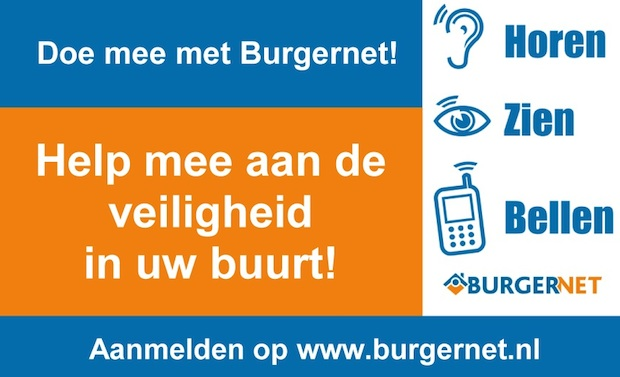 Doe mee met Burgernet!
Help mee aan de
veiligheid
in uw buurt!
Horen
Zien
Bellen
BURGERNET
Aanmelden op www.burgernet.nl